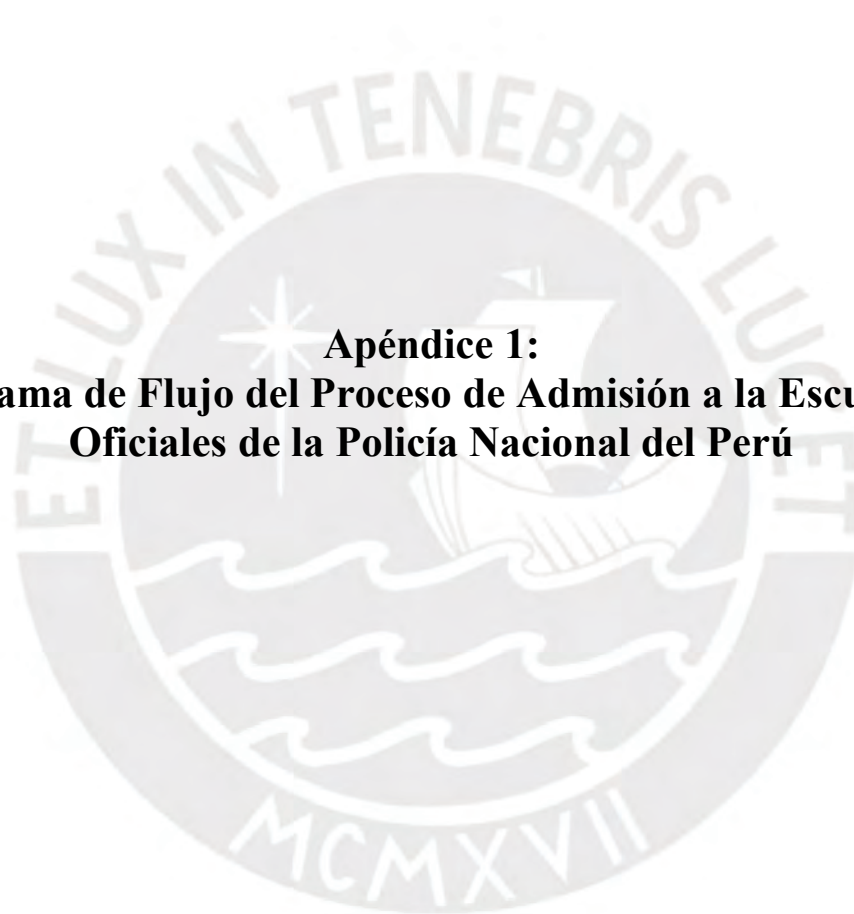 Apéndice 1:
ama de Flujo del Proceso de Admisión a la Escu
Oficiales de la Policía Nacional del Perú
ET LUX IN TENEBRIS LUCET
MCMXVII